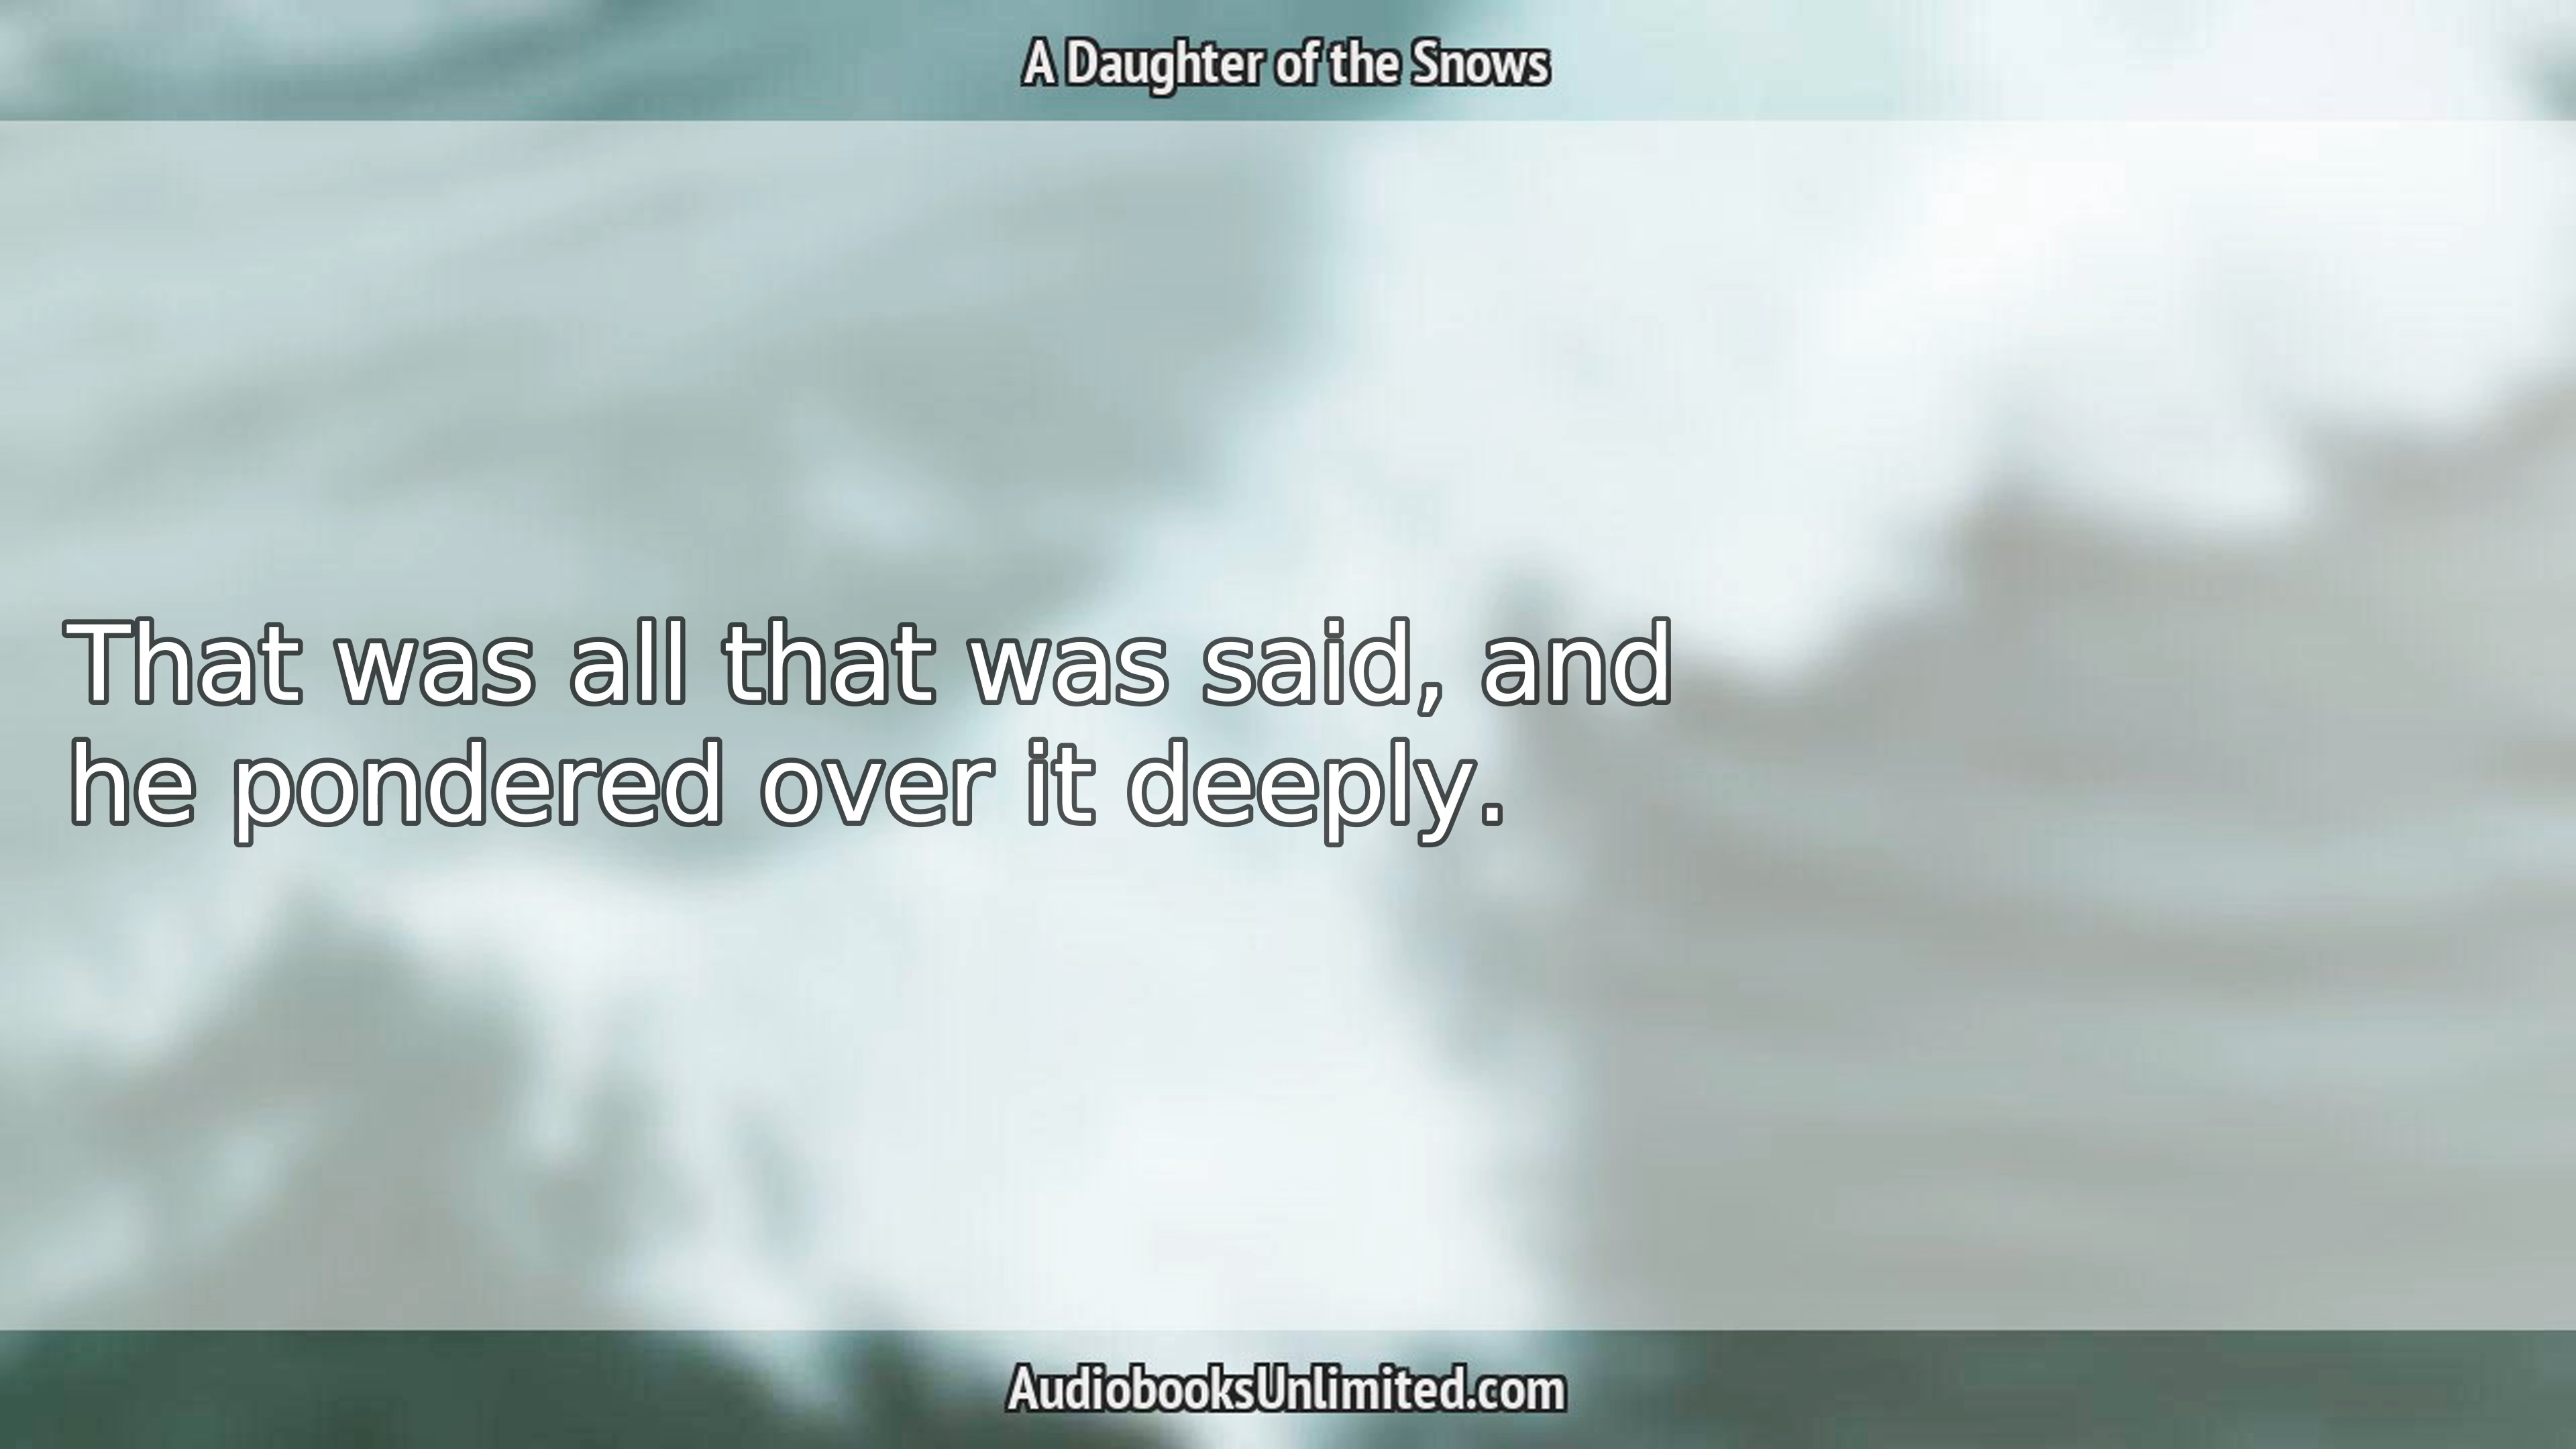 A Daughter of the Snows
That was all that was said, and
he pondered over it deeply.
AudiobooksUnlimited.com